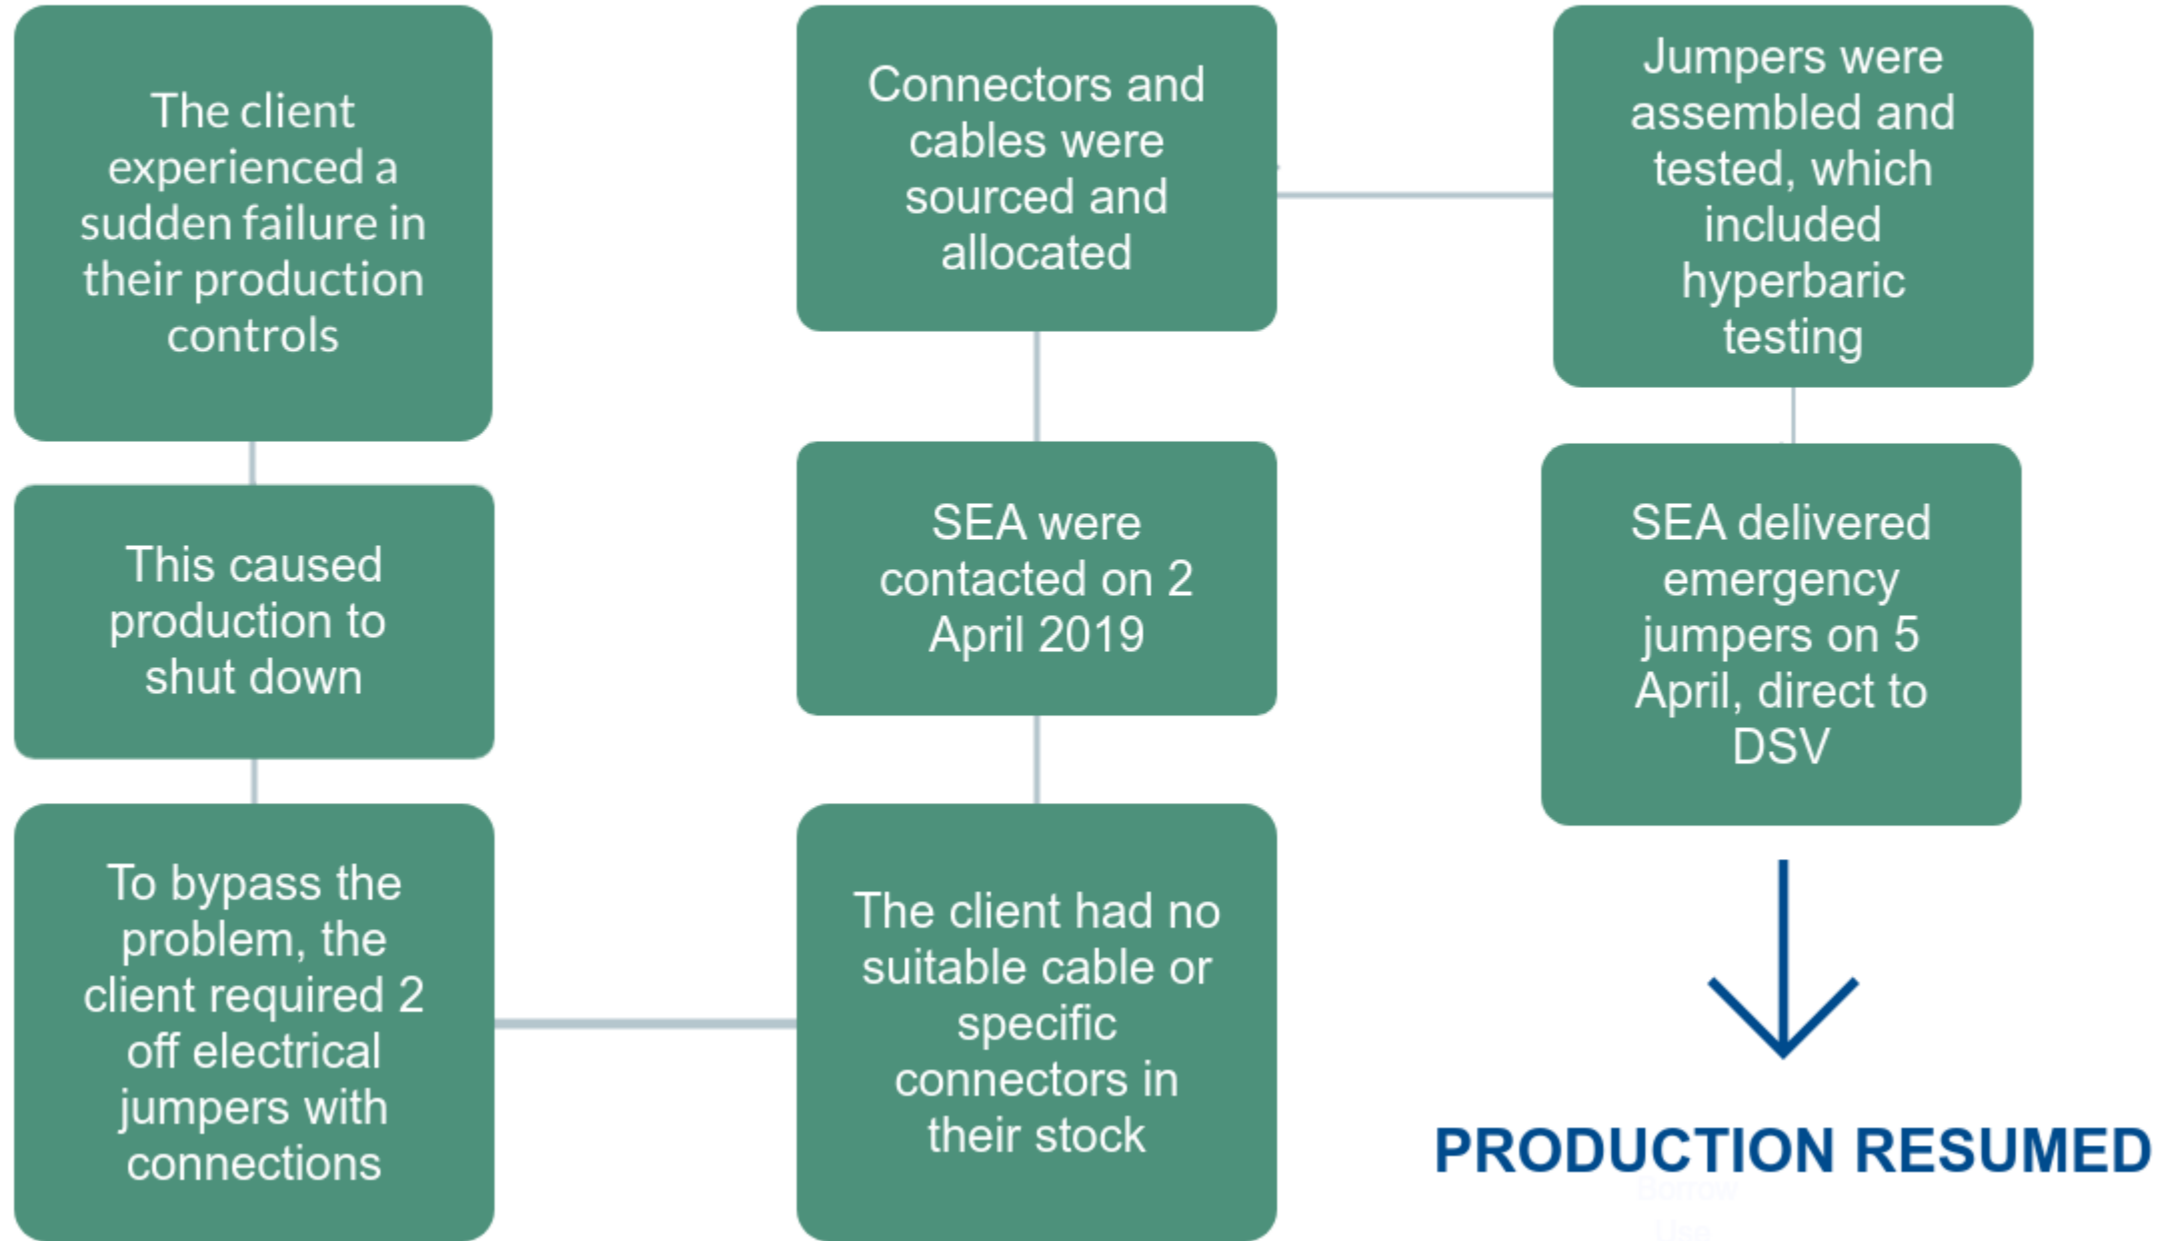 The client
experienced a
sudden failure in
their production
controls
This caused
production to
shut down
To bypass the
problem, the
client required 2
off electrical
jumpers with
connections
The client had no
suitable cable or
specific
connectors in
their stock
SEA were
contacted on 2
April 2019
Connectors and
cables were
sourced and
allocated
Jumpers were
assembled and
tested, which
included
hyperbaric
testing
SEA delivered
emergency
jumpers on 5
April, direct to
DSV
PRODUCTION RESUMED
Borrow
Use